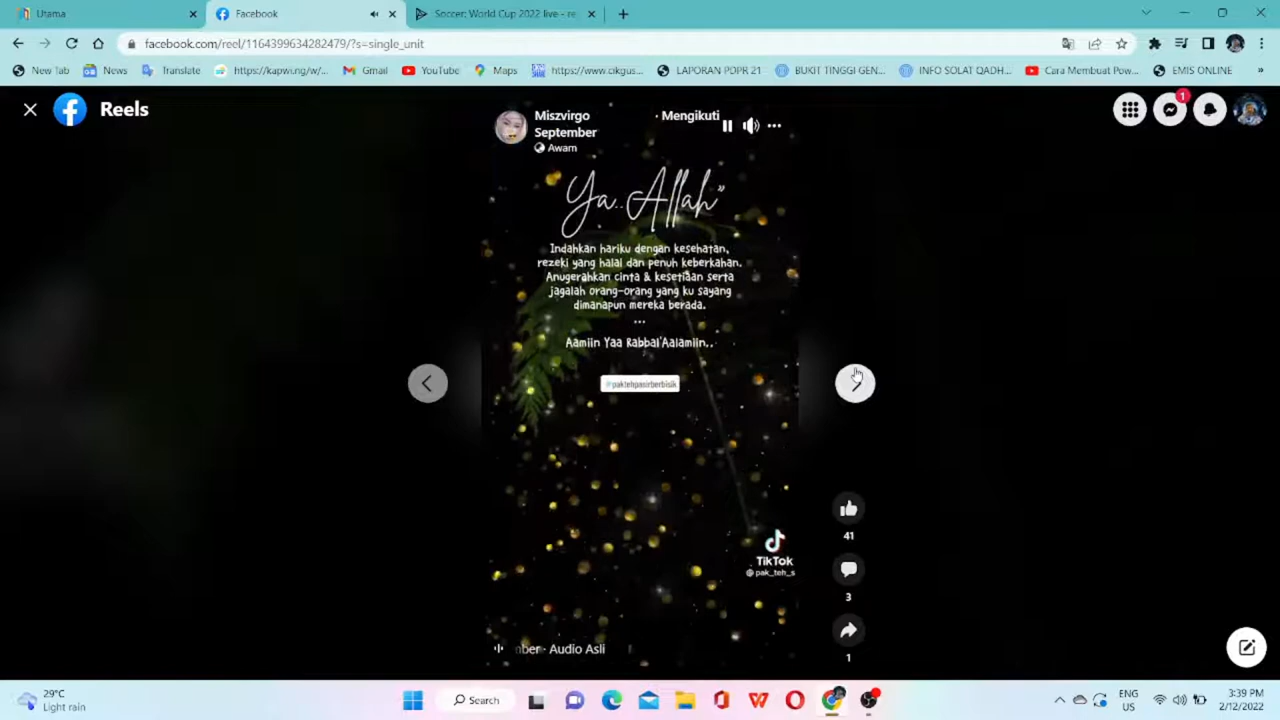 Utama
Facebook
Soccer: World Cup 2022 live - re
facebook.com/reel/1164399634282479/?s=single_unit
New Tab
News
Translate
https://kapwi.ng/w/...
Gmail
YouTube
Maps
https://www.cikgus...
LAPORAN PDPR 21
BUKIT TINGGI GEN...
INFO SOLAT QADH...
Cara Membuat Pow...
EMIS ONLINE
»
Reels
1
Miszvirgo
September
· Mengikuti
Awam
Ya..Allah”
Indahkan hariku dengan kesehatan,
rezeki yang halal dan penuh keberkahan.
Anugerahkan cinta & kesetiaan serta
jagalah orang-orang yang ku sayang
dimanapun mereka berada.
...
Aamiin Yaa Rabbal'Aalamiin..
#paktehpasirberbisik
TikTok
@pak_teh_s
41
3
1
mber · Audio Asli
29°C
Light rain
Search
ENG
US
3:39 PM
2/12/2022